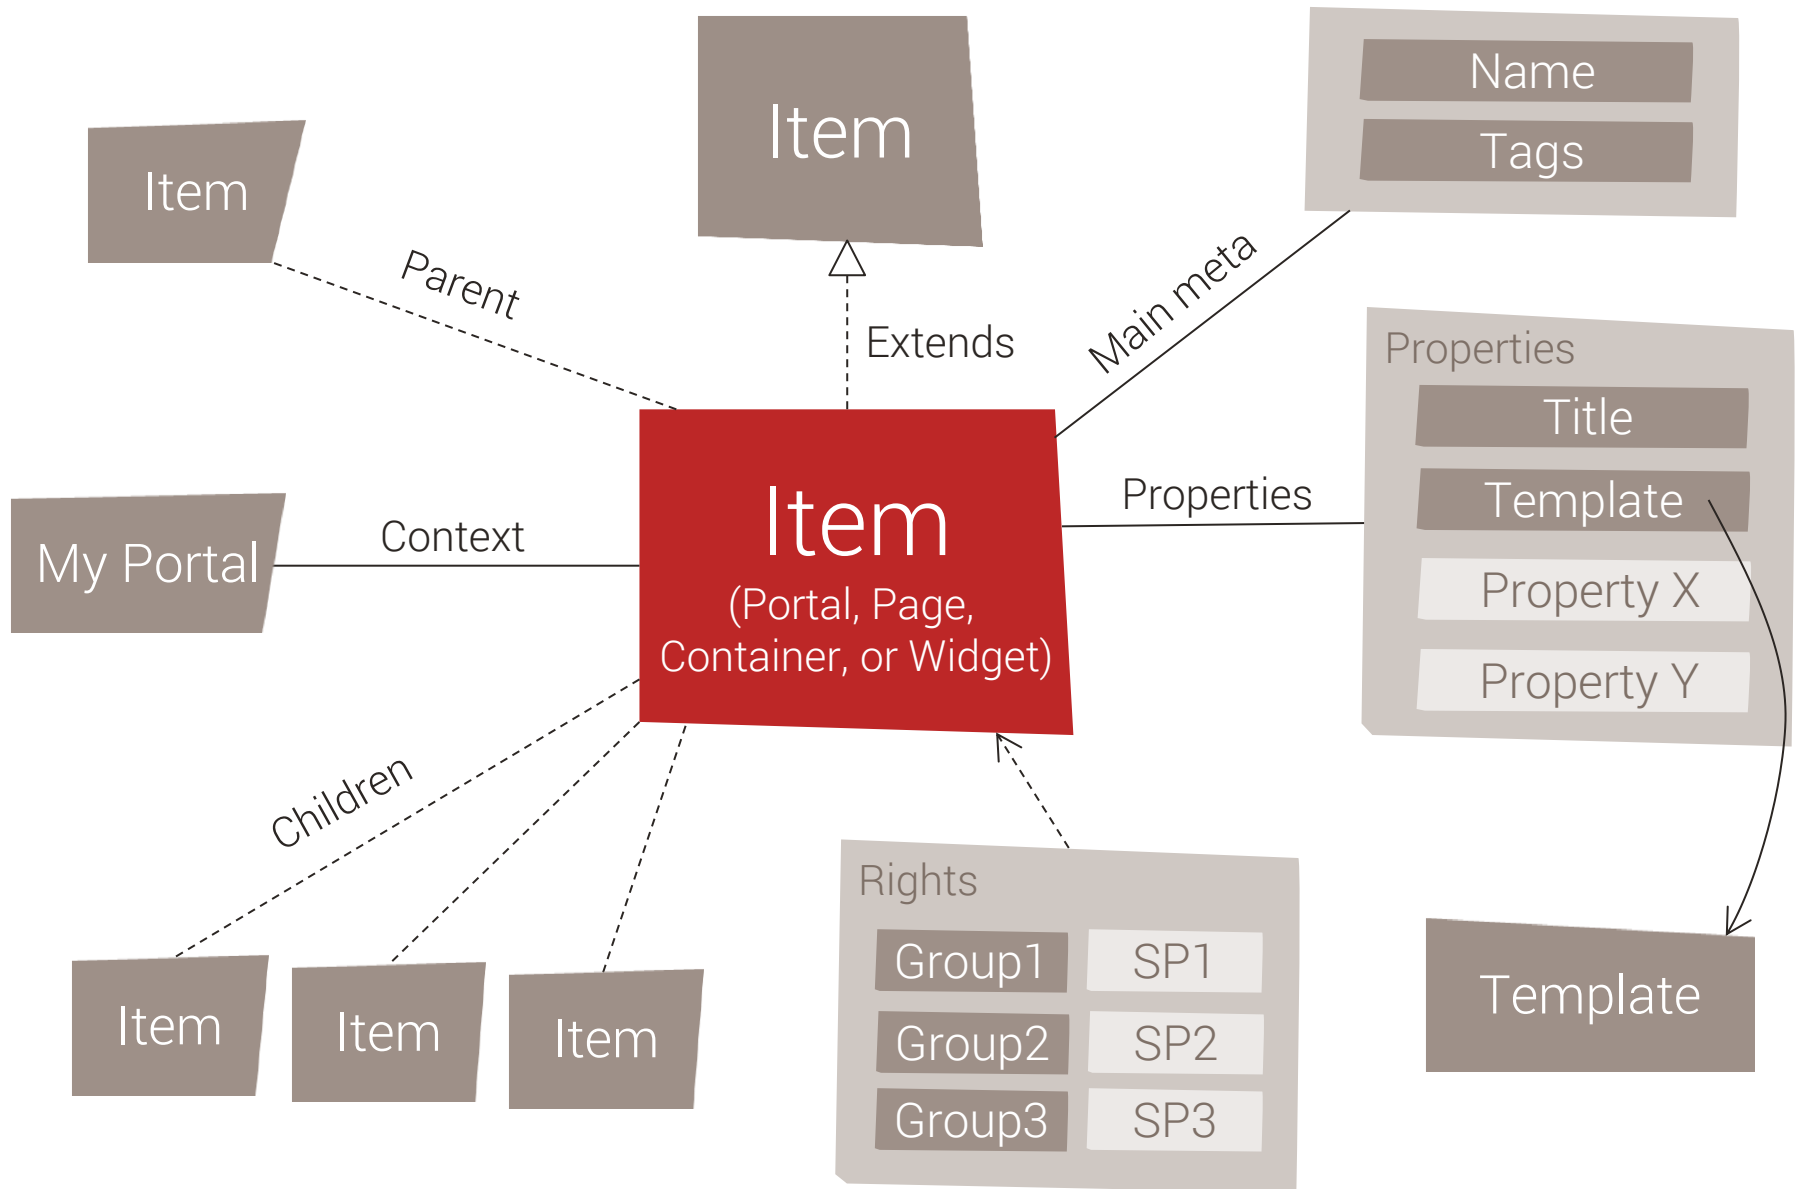 Item
Name
Tags
Item
Parent
Extends
Main meta
Properties
Title
Template
Property X
Property Y
Properties
My Portal
Context
Item
(Portal, Page,
Container, or Widget)
Children
Item
Item
Item
Rights
Group1 SP1
Group2 SP2
Group3 SP3
Template